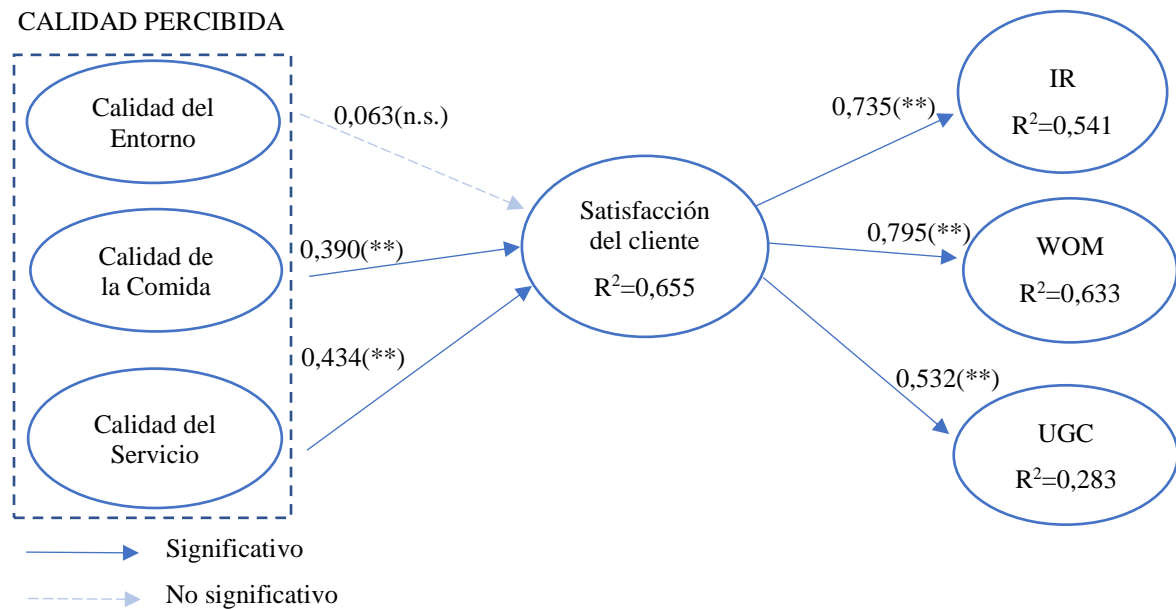 CALIDAD PERCIBIDA
Calidad del
Entorno
Calidad de
la Comida
Calidad del
Servicio
0,063(n.s.)
0,390(**)
0,434(**)
Satisfacción
del cliente
R²=0,655
0,735(**)
0,795(**)
0,532(**)
IR
R²=0,541
WOM
R²=0,633
UGC
R²=0,283
Significativo
No significativo